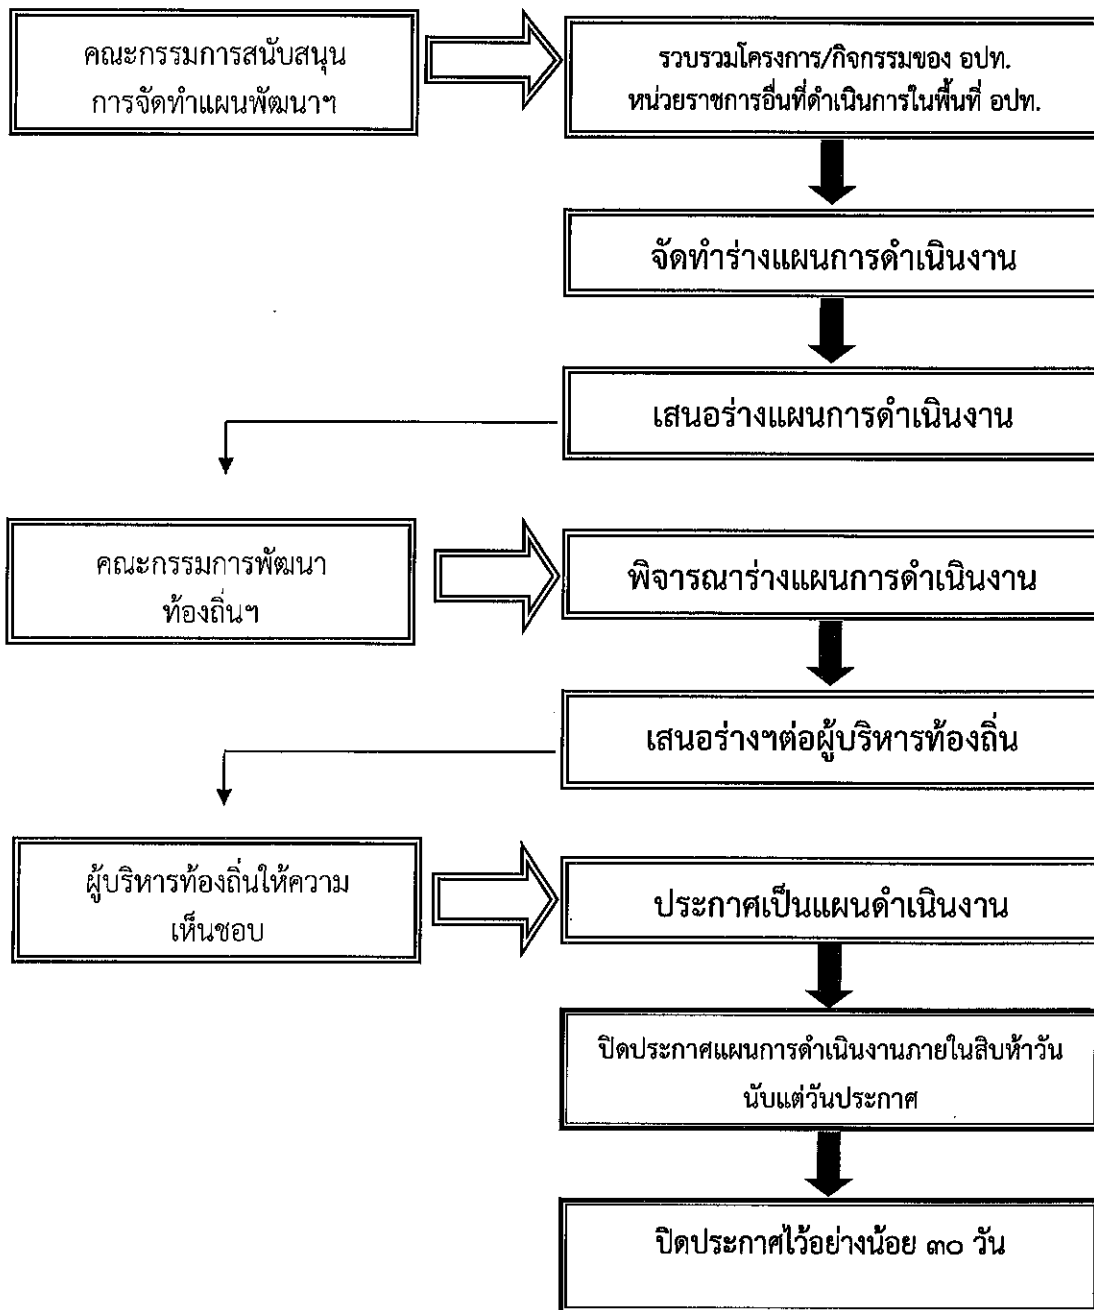 คณะกรรมการสนับสนุน
การจัดทำแผนพัฒนาฯ
รวบรวมโครงการ/กิจกรรมของ อปท.
หน่วยราชการอื่นที่ดำเนินการในพื้นที่ อปท.
จัดทำร่างแผนการดำเนินงาน
เสนอร่างแผนการดำเนินงาน
คณะกรรมการพัฒนา
ท้องถิ่นฯ
พิจารณาร่างแผนการดำเนินงาน
เสนอร่างฯต่อผู้บริหารท้องถิ่น
ผู้บริหารท้องถิ่นให้ความ
เห็นชอบ
ประกาศเป็นแผนดำเนินงาน
ปิดประกาศแผนการดำเนินงานภายในสิบห้าวัน
นับแต่วันประกาศ
ปิดประกาศไว้อย่างน้อย ๓๐ วัน